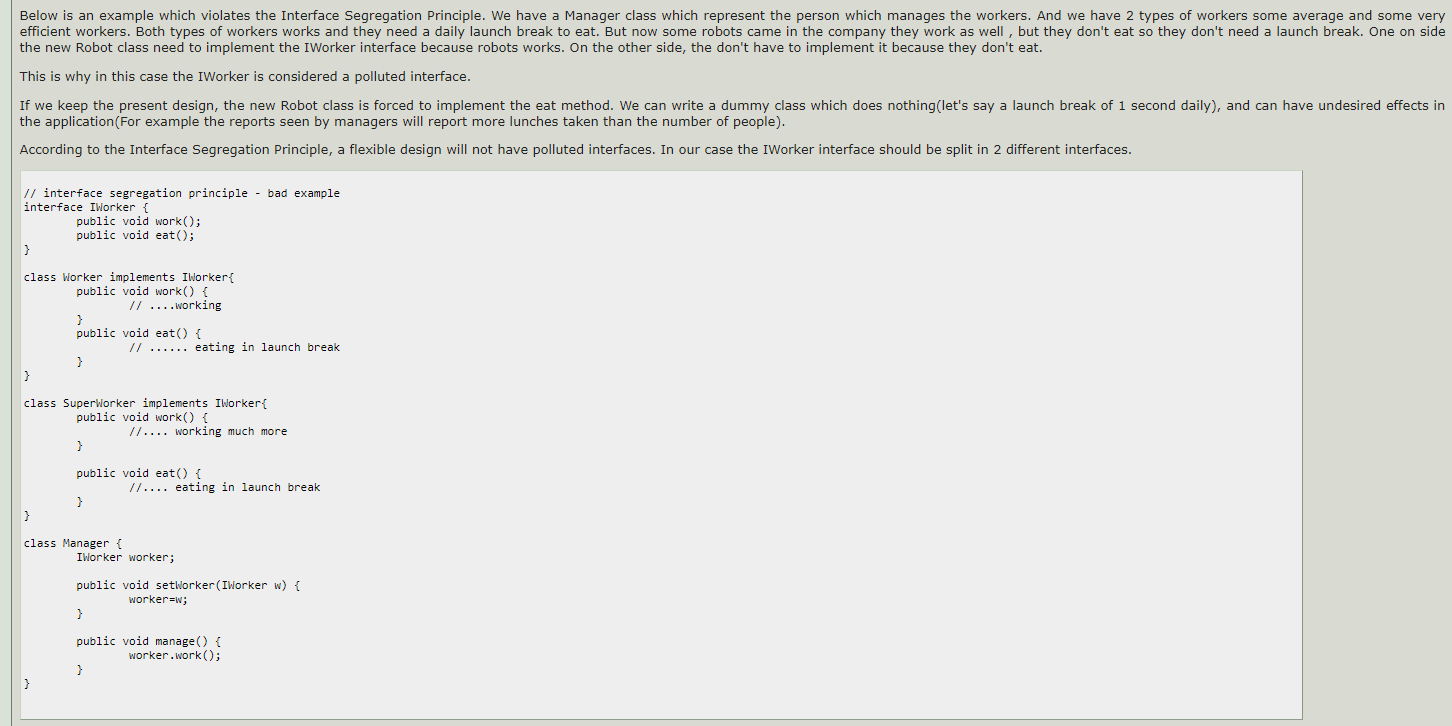 Below is an example which violates the Interface Segregation Principle. We have a Manager class which represent the person which manages the workers. And we have 2 types of workers some average and some very
efficient workers. Both types of workers works and they need a daily launch break to eat. But now some robots came in the company they work as well , but they don't eat so they don't need a launch break. One on side
the new Robot class need to implement the IWorker interface because robots works. On the other side, the don't have to implement it because they don't eat.
This is why in this case the IWorker is considered a polluted interface.
If we keep the present design, the new Robot class is forced to implement the eat method. We can write a dummy class which does nothing(let's say a launch break of 1 second daily), and can have undesired effects in
the application(For example the reports seen by managers will report more lunches taken than the number of people).
According to the Interface Segregation Principle, a flexible design will not have polluted interfaces. In our case the IWorker interface should be split in 2 different interfaces.
// interface segregation principle - bad example
interface IWorker {
public void work();
public void eat();
}
class Worker implements IWorker{
public void work() {
// ....working
}
public void eat() {
// ...... eating in launch break
}
}
class SuperWorker implements IWorker{
public void work() {
//.... working much more
}
public void eat() {
//.... eating in launch break
}
}
class Manager {
IWorker worker;
public void setWorker(IWorker w) {
worker=w;
}
public void manage() {
worker.work();
}
}